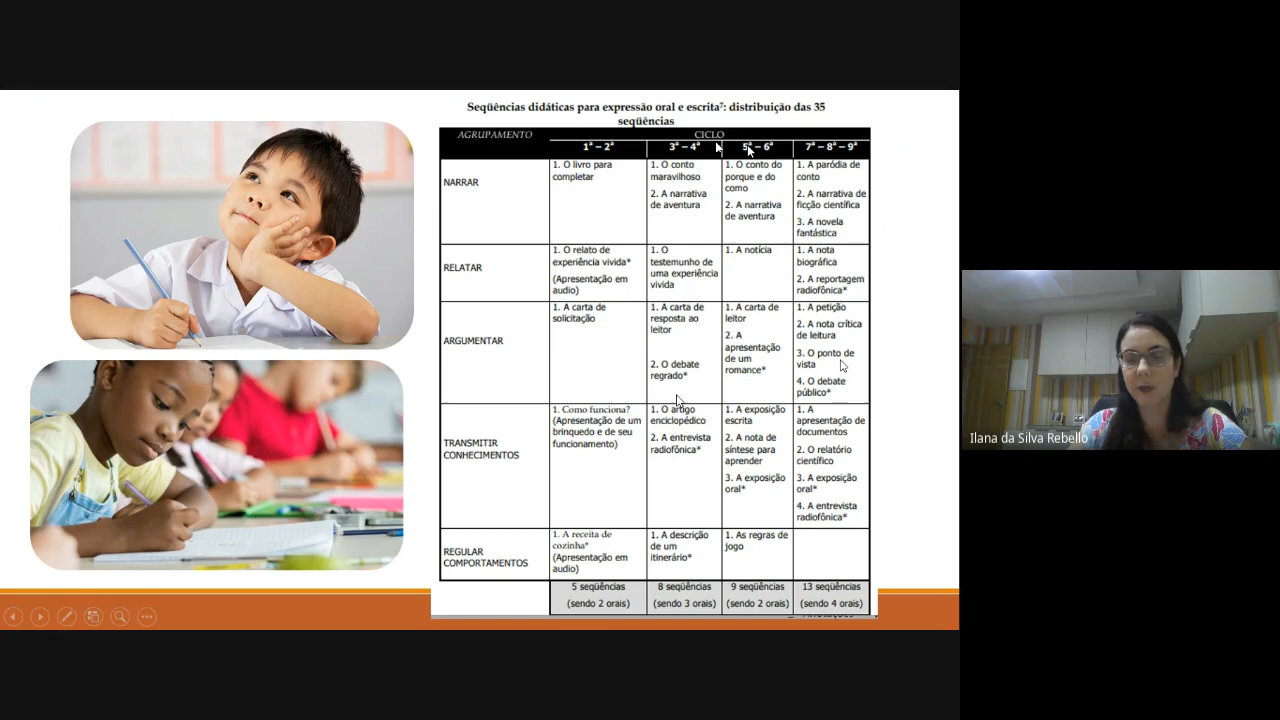 Seqüências didáticas para expressão oral e escrita⁷: distribuição das 35
seqüências
AGRUPAMENTO
CICLO
1ª – 2ª
3ª – 4ª
5ª – 6ª
7ª – 8ª – 9ª
NARRAR
1. O livro para
completar
1. O conto
maravilhoso
2. A narrativa
de aventura
1. O conto do
porque e do
como
2. A narrativa
de aventura
1. A paródia de
conto
2. A narrativa de
ficção científica
3. A novela
fantástica
RELATAR
1. O relato de
experiência vivida*
(Apresentação em
audio)
1. O
testemunho de
uma experiência
vivida
1. A notícia
1. A nota
biográfica
2. A reportagem
radiofônica*
ARGUMENTAR
1. A carta de
solicitação
1. A carta de
resposta ao
leitor
2. O debate
regrado*
1. A carta de
leitor
2. A
apresentação
de um
romance*
1. A petição
2. A nota crítica
de leitura
3. O ponto de
vista
4. O debate
público*
TRANSMITIR
CONHECIMENTOS
1. Como funciona?
(Apresentação de um
brinquedo e de seu
funcionamento)
1. O artigo
enciclopédico
2. A entrevista
radiofônica*
1. A exposição
escrita
2. A nota de
síntese para
aprender
3. A exposição
oral*
1. A
apresentação de
documentos
2. O relatório
científico
3. A exposição
oral*
4. A entrevista
radiofônica*
REGULAR
COMPORTAMENTOS
1. A receita de
cozinha*
(Apresentação em
audio)
1. A descrição
de um
itinerário*
1. As regras de
jogo
5 seqüências
(sendo 2 orais)
8 seqüências
(sendo 3 orais)
9 seqüências
(sendo 2 orais)
13 seqüências
(sendo 4 orais)
Ilana da Silva Rebello